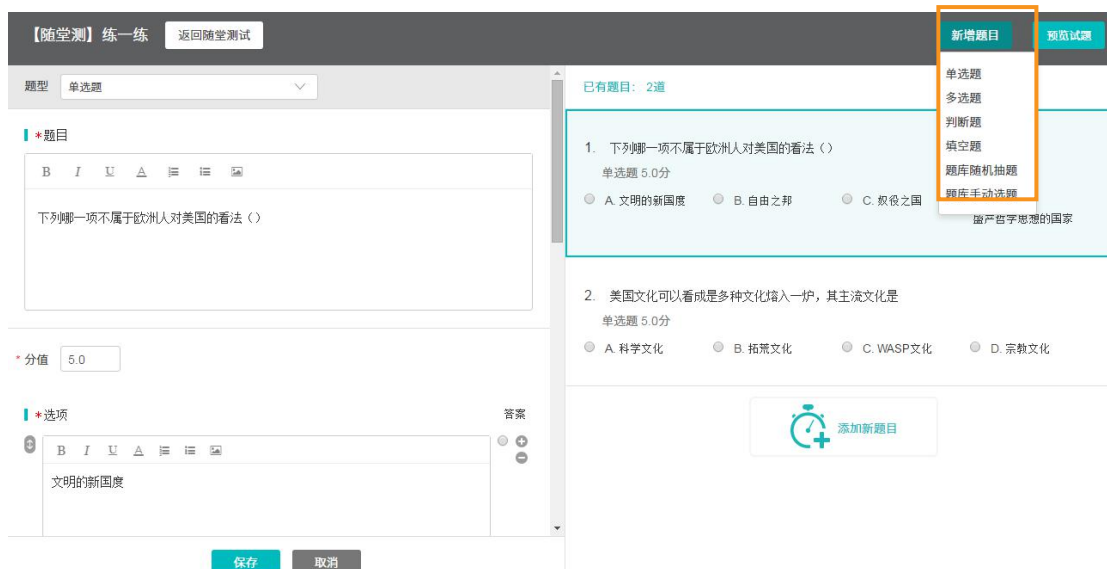 【随堂测】练一练
返回随堂测试
新增题目
预览试题
单选题
多选题
判断题
填空题
题库随机抽题
题库手动选题
题型
单选题
*题目
B I U A
下列哪一项不属于欧洲人对美国的看法（）
*分值
5.0
*选项
答案
B I U A
文明的新国度
保存
取消
已有题目： 2道
1. 下列哪一项不属于欧洲人对美国的看法（）
单选题 5.0分
A. 文明的新国度 B. 自由之邦 C. 奴役之国
盛产哲学思想的国家
2. 美国文化可以看成是多种文化熔入一炉，其主流文化是
单选题 5.0分
A. 科学文化 B. 拓荒文化 C. WASP文化 D. 宗教文化
添加新题目